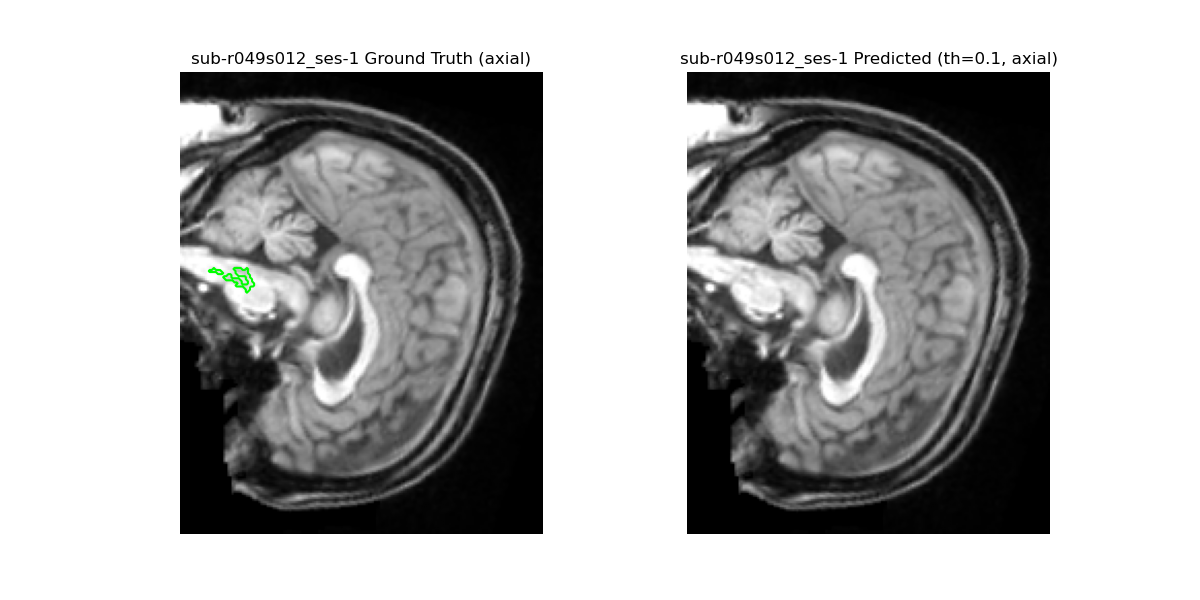 sub-r049s012_ses-1 Ground Truth (axial)
sub-r049s012_ses-1 Predicted (th=0.1, axial)